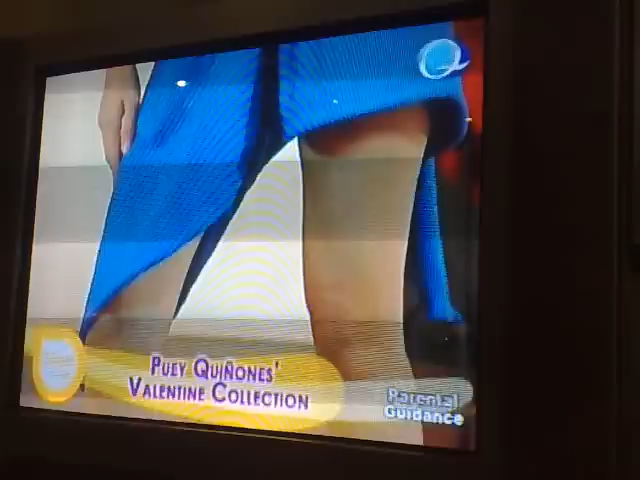 Q
PUEY QUIÑONES'
VALENTINE COLLECTION
Parental
Guidance